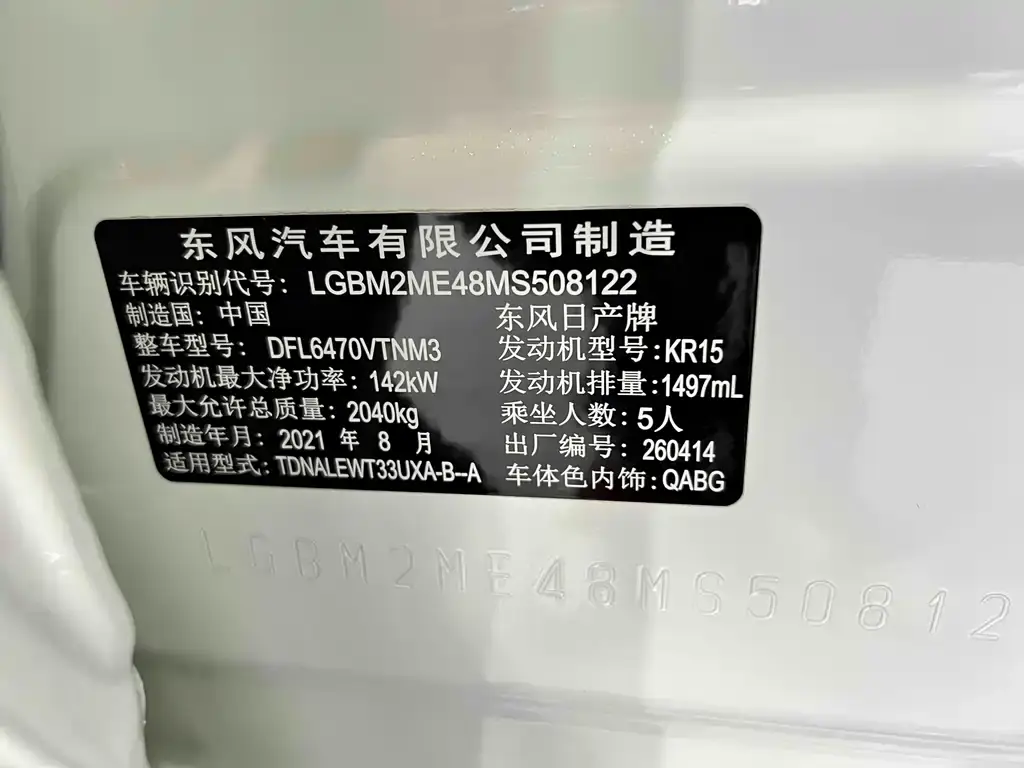 东风汽车有限公司制造
车辆识别代号: LGBM2ME48MS508122
制造国: 中国 东风日产牌
整车型号: DFL6470VTNM3 发动机型号:KR15
发动机最大净功率: 142kW 发动机排量:1497mL
最大允许总质量: 2040kg 乘坐人数: 5人
制造年月: 2021 年 8 月 出厂编号: 260414
适用型式: TDNALEWT33UXA-B--A 车体色内饰:QABG
LGBM2ME48MS50812